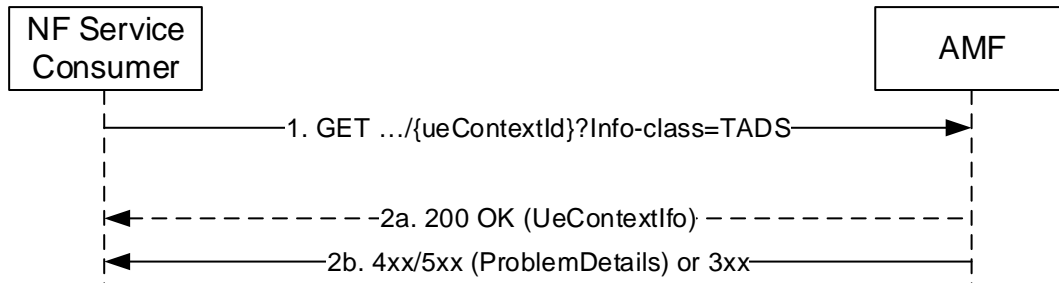 NF Service
Consumer
AMF
1. GET …/{ueContextId}?Info-class=TADS
2a. 200 OK (UeContextIfo)
2b. 4xx/5xx (ProblemDetails) or 3xx